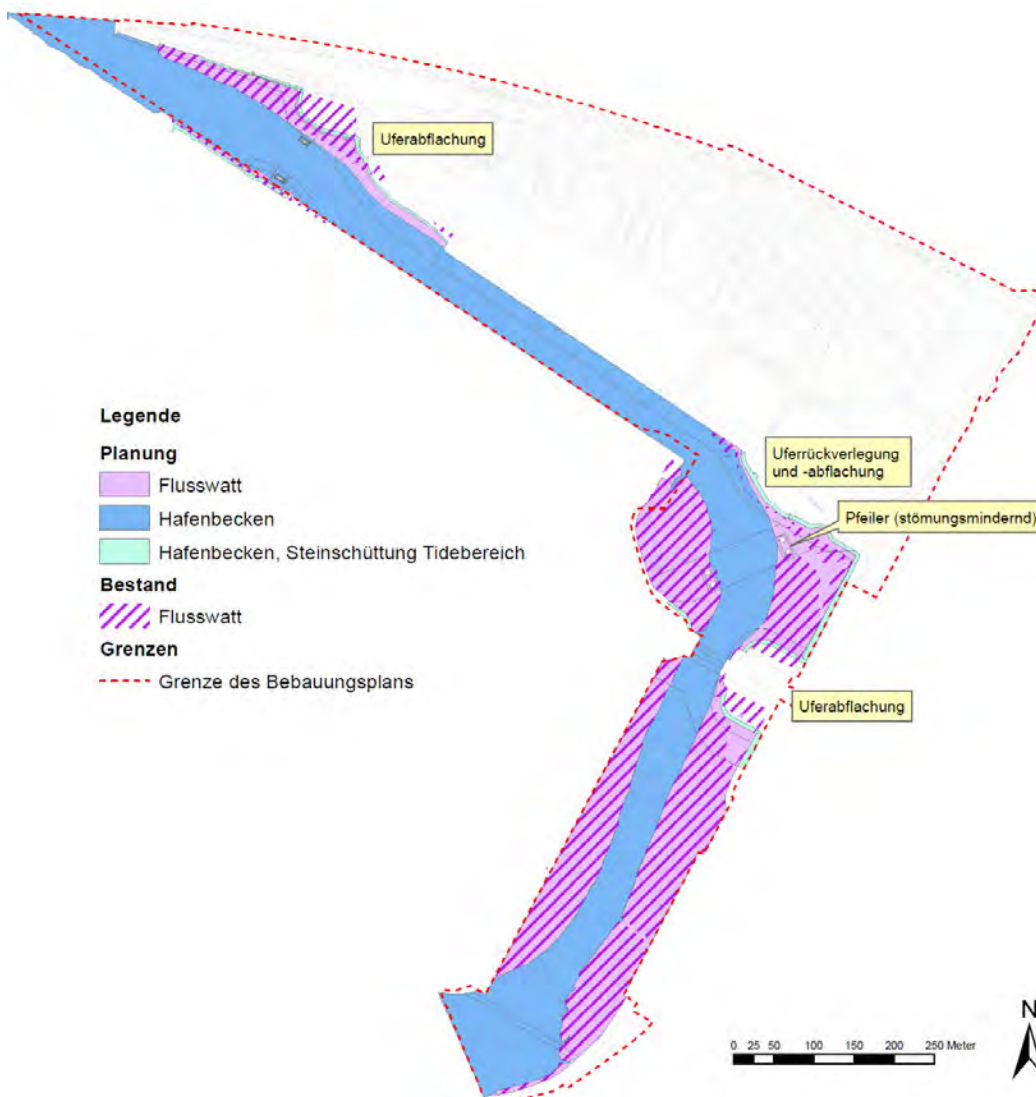 Uferabflachung
Legende
Planung
Flusswatt
Hafenbecken
Hafenbecken, Steinschüttung Tidebereich
Bestand
Flusswatt
Grenzen
Grenze des Bebauungsplans
Uferrückverlegung
und -abflachung
Pfeiler (stömungsmindernd)
Uferabflachung
0 25 50 100 150 200 250 Meter
N